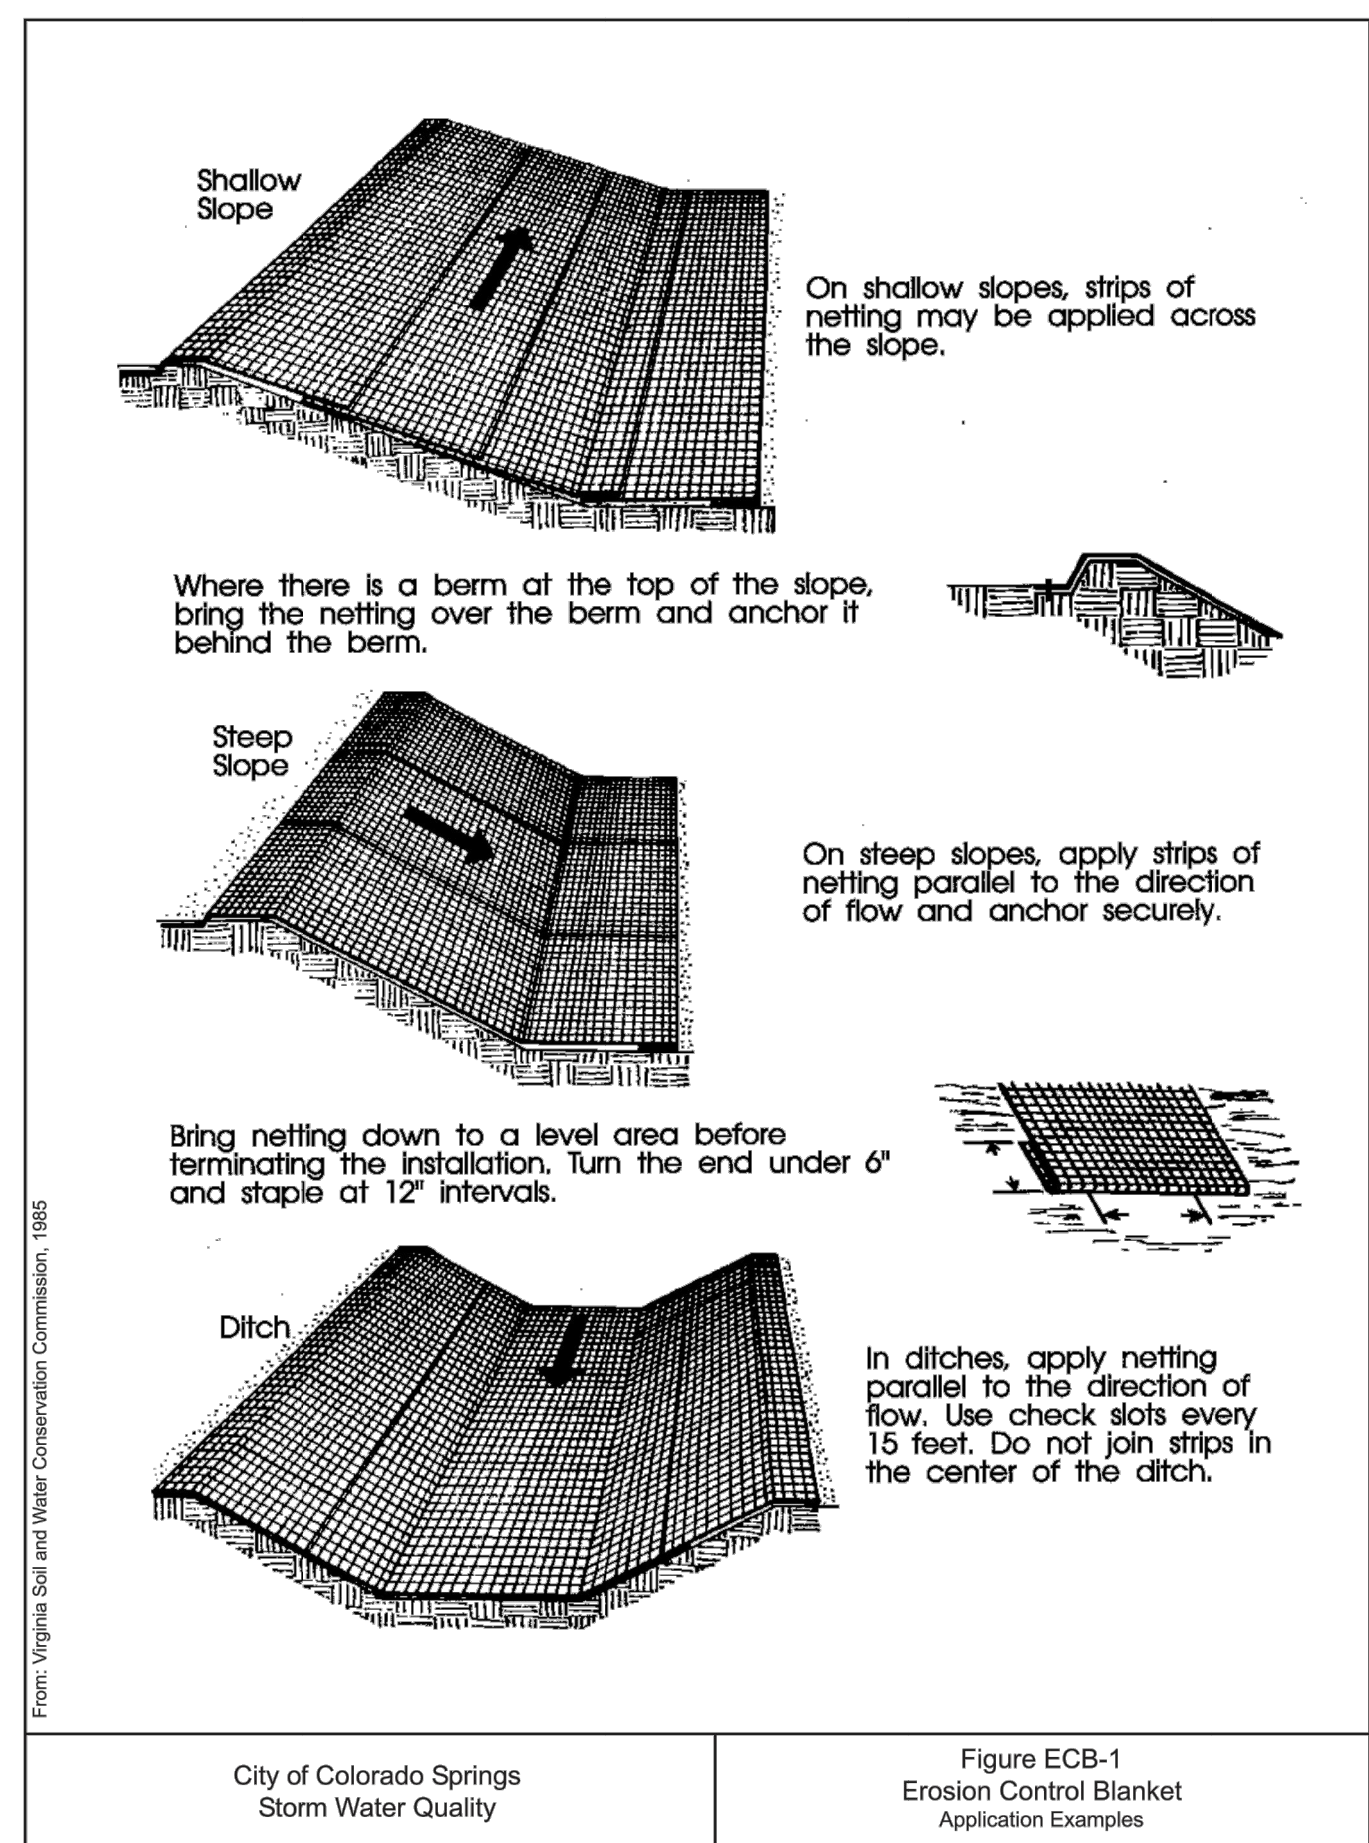 Shallow
Slope
On shallow slopes, strips of
netting may be applied across
the slope.
Where there is a berm at the top of the slope,
bring the netting over the berm and anchor it
behind the berm.
Steep
Slope
On steep slopes, apply strips of
netting parallel to the direction
of flow and anchor securely.
Bring netting down to a level area before
terminating the installation. Turn the end under 6"
and staple at 12" intervals.
Ditch
In ditches, apply netting
parallel to the direction of
flow. Use check slots every
15 feet. Do not join strips in
the center of the ditch.
From: Virginia Soil and Water Conservation Commission, 1985
City of Colorado Springs
Storm Water Quality
Figure ECB-1
Erosion Control Blanket
Application Examples